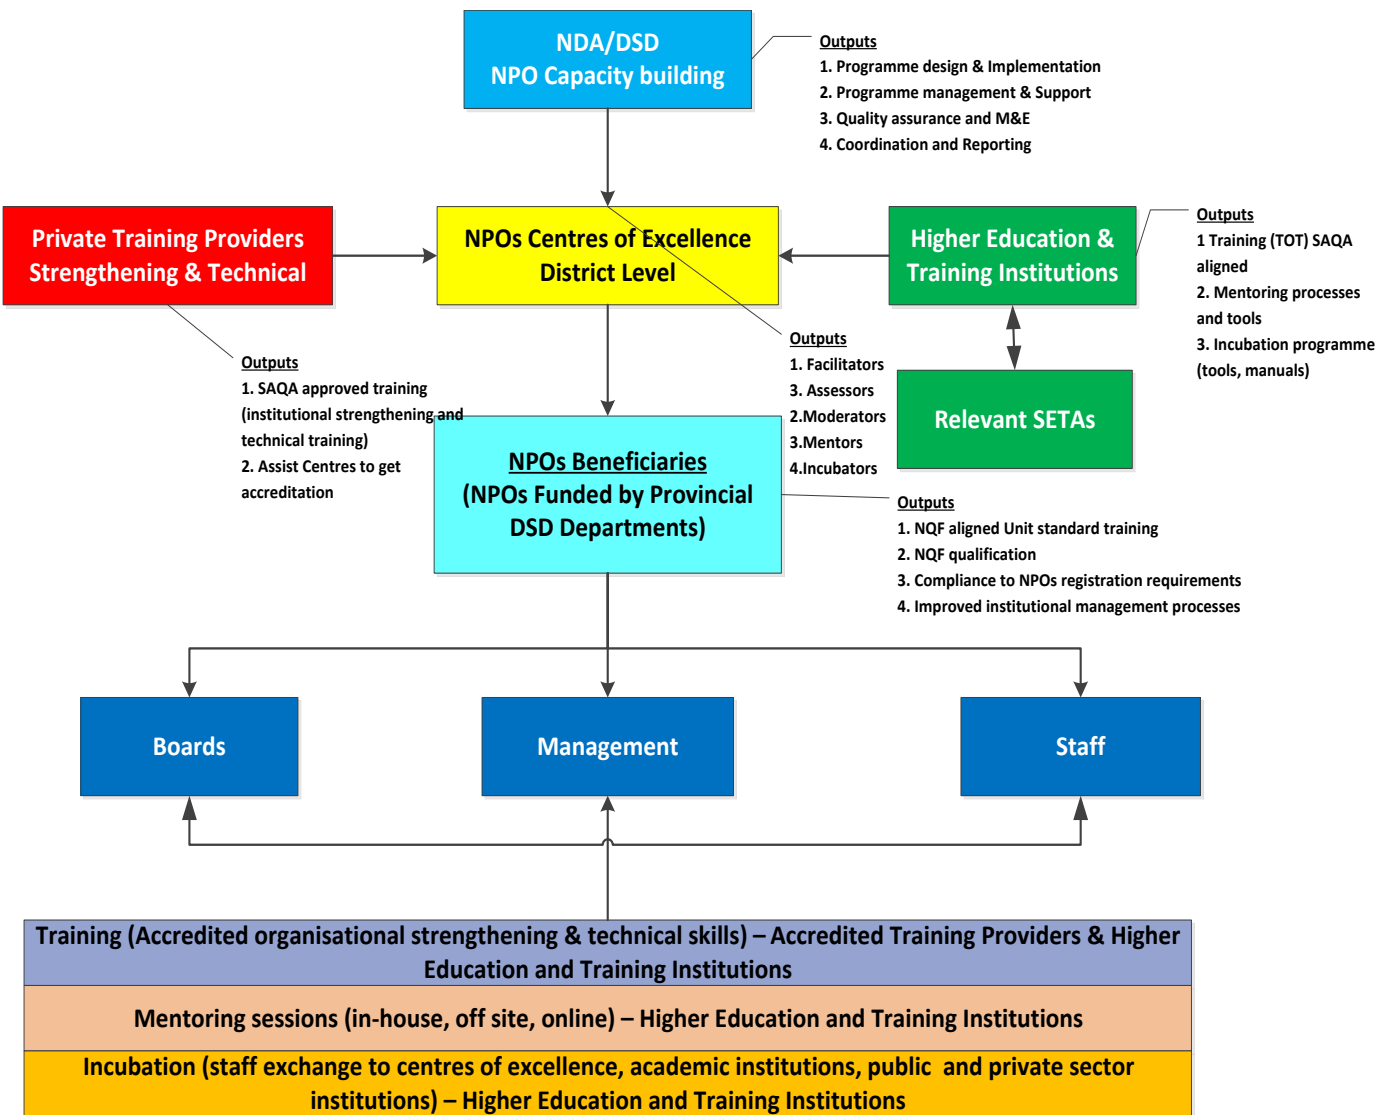 NDA/DSD
NPO Capacity building
Outputs
1. Programme design & Implementation
2. Programme management & Support
3. Quality assurance and M&E
4. Coordination and Reporting
Private Training Providers
Strengthening & Technical
NPOs Centres of Excellence
District Level
Higher Education &
Training Institutions
Outputs
1 Training (TOT) SAQA
aligned
2. Mentoring processes
and tools
3. Incubation programme
(tools, manuals)
Outputs
1. SAQA approved training
(institutional strengthening and
technical training)
2. Assist Centres to get
accreditation
Outputs
1. Facilitators
3. Assessors
2.Moderators
3.Mentors
4.Incubators
Relevant SETAs
NPOs Beneficiaries
(NPOs Funded by Provincial
DSD Departments)
Outputs
1. NQF aligned Unit standard training
2. NQF qualification
3. Compliance to NPOs registration requirements
4. Improved institutional management processes
Boards
Management
Staff
Training (Accredited organisational strengthening & technical skills) – Accredited Training Providers & Higher
Education and Training Institutions
Mentoring sessions (in-house, off site, online) – Higher Education and Training Institutions
Incubation (staff exchange to centres of excellence, academic institutions, public  and private sector
institutions) – Higher Education and Training Institutions